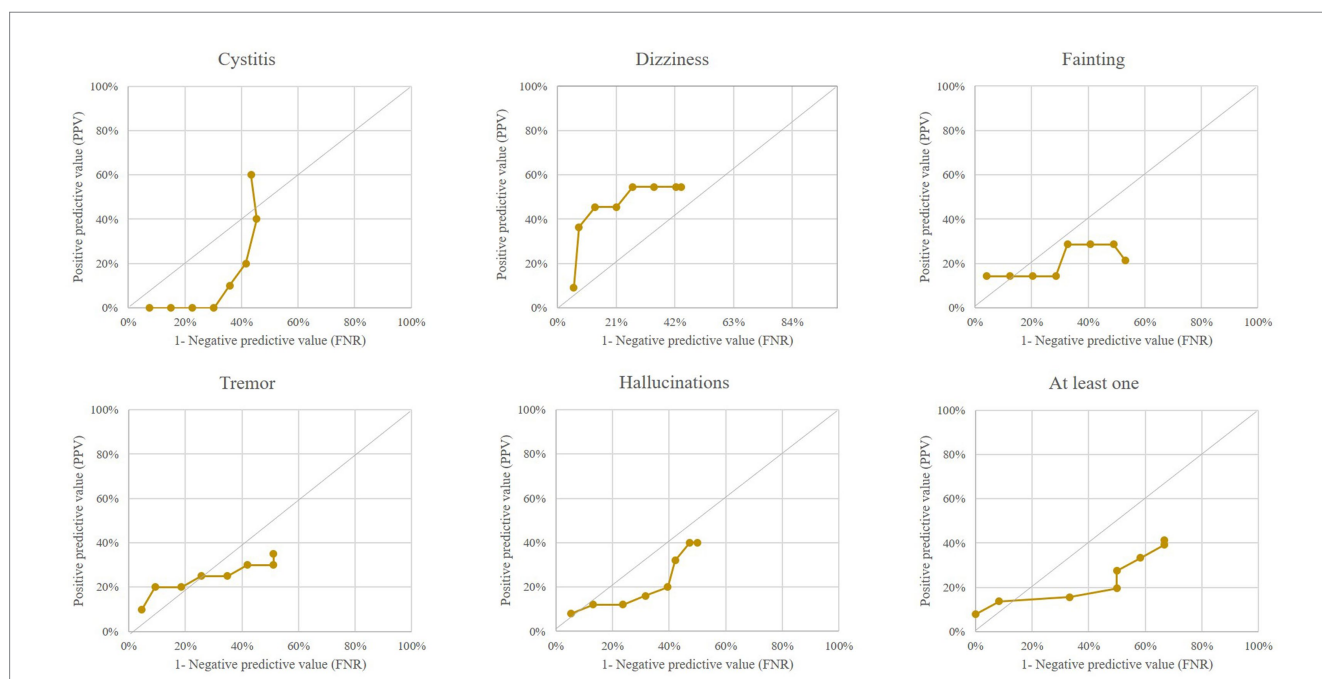 Cystitis
Positive predictive value (PPV)
100%
80%
60%
40%
20%
0%
0% 20% 40% 60% 80% 100%
1- Negative predictive value (FNR)
Dizziness
Positive predictive value (PPV)
100%
80%
60%
40%
20%
0%
0% 21% 42% 63% 84%
1- Negative predictive value (FNR)
Fainting
Positive predictive value (PPV)
100%
80%
60%
40%
20%
0%
0% 20% 40% 60% 80% 100%
1- Negative predictive value (FNR)
Tremor
Positive predictive value (PPV)
100%
80%
60%
40%
20%
0%
0% 20% 40% 60% 80% 100%
1- Negative predictive value (FNR)
Hallucinations
Positive predictive value (PPV)
100%
80%
60%
40%
20%
0%
0% 20% 40% 60% 80% 100%
1- Negative predictive value (FNR)
At least one
Positive predictive value (PPV)
100%
80%
60%
40%
20%
0%
0% 20% 40% 60% 80% 100%
1- Negative predictive value (FNR)